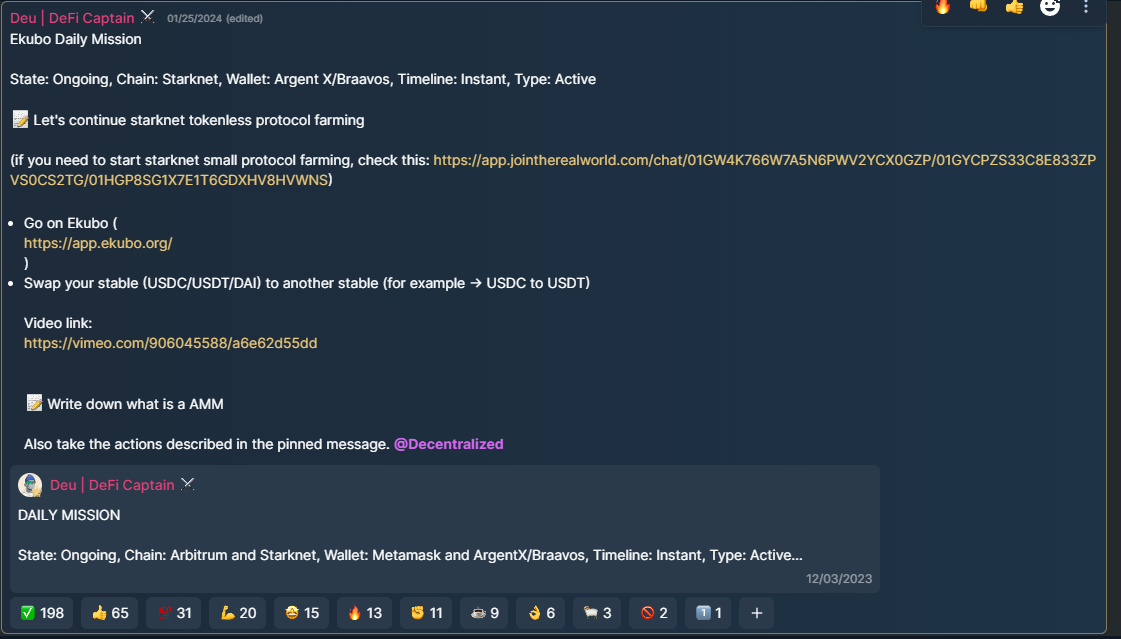 Deu | DeFi Captain 01/25/2024 (edited)
Ekubo Daily Mission
State: Ongoing, Chain: Starknet, Wallet: Argent X/Braavos, Timeline: Instant, Type: Active
📝 Let's continue starknet tokenless protocol farming
(if you need to start starknet small protocol farming, check this: https://app.jointherealworld.com/chat/01GW4K766W7A5N6PWV2YCX0GZP/01GYCPZS33C8E833ZP
VS0CS2TG/01HGP8SG1X7E1T6GDXHV8HVWNS)
• Go on Ekubo (
https://app.ekubo.org/
)
• Swap your stable (USDC/USDT/DAI) to another stable (for example → USDC to USDT)
Video link:
https://vimeo.com/906045588/a6e62d55dd
📝 Write down what is a AMM
Also take the actions described in the pinned message. @Decentralized
Deu | DeFi Captain
DAILY MISSION
State: Ongoing, Chain: Arbitrum and Starknet, Wallet: Metamask and ArgentX/Braavos, Timeline: Instant, Type: Active...
12/03/2023
✅ 198 👍 65 💯 31 💪 20 🤩 15 🔥 13 ✊ 11 ☕ 9 👌 6 🐑 3 🚫 2 1️⃣ 1 +